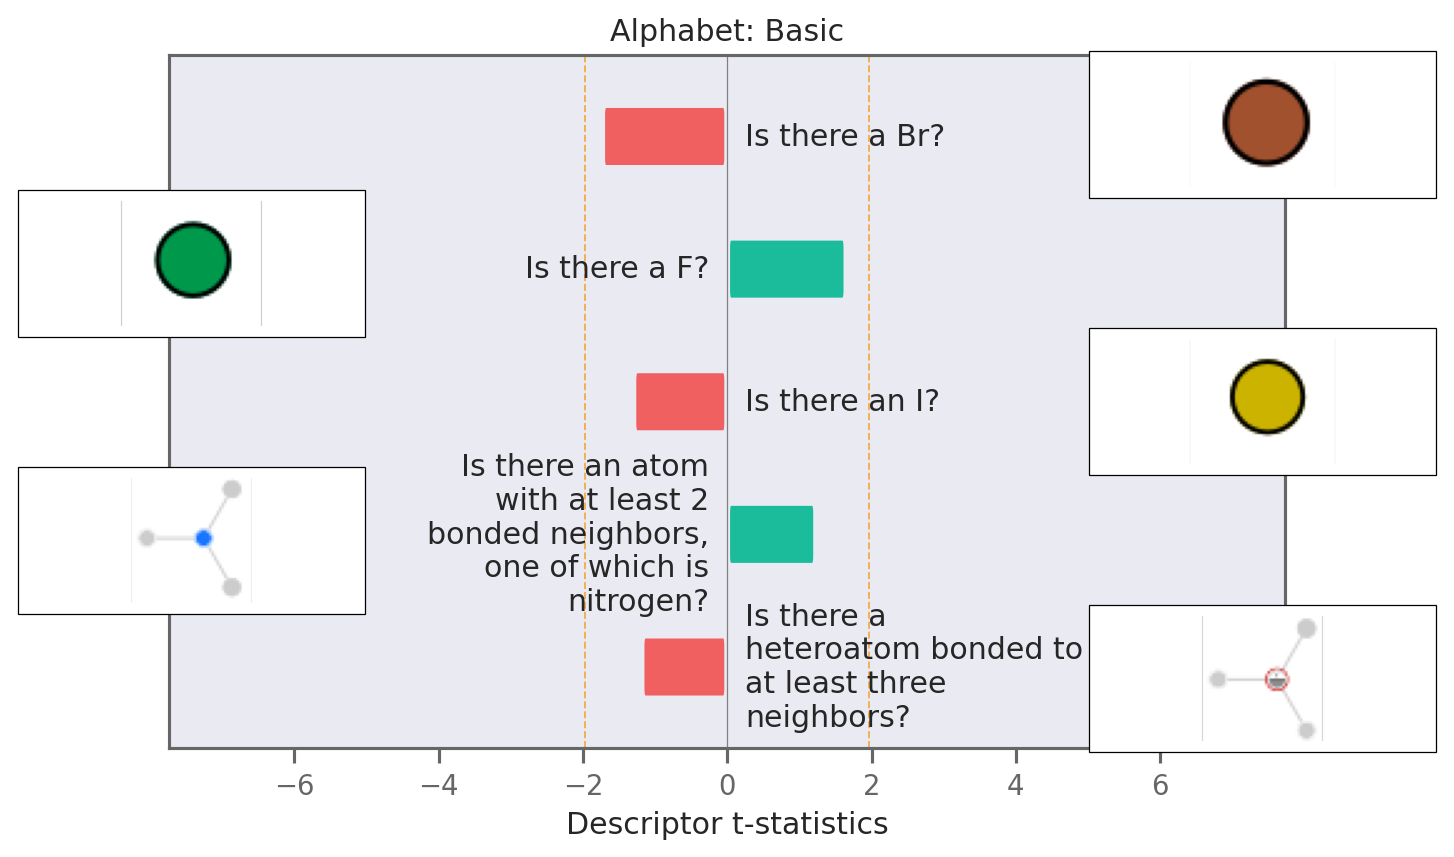 Alphabet: Basic
Is there a Br?
Is there a F?
Is there an I?
Is there an atom
with at least 2
bonded neighbors,
one of which is
nitrogen?
Is there a
heteroatom bonded to
at least three
neighbors?
−6 −4 −2 0 2 4 6
Descriptor t-statistics